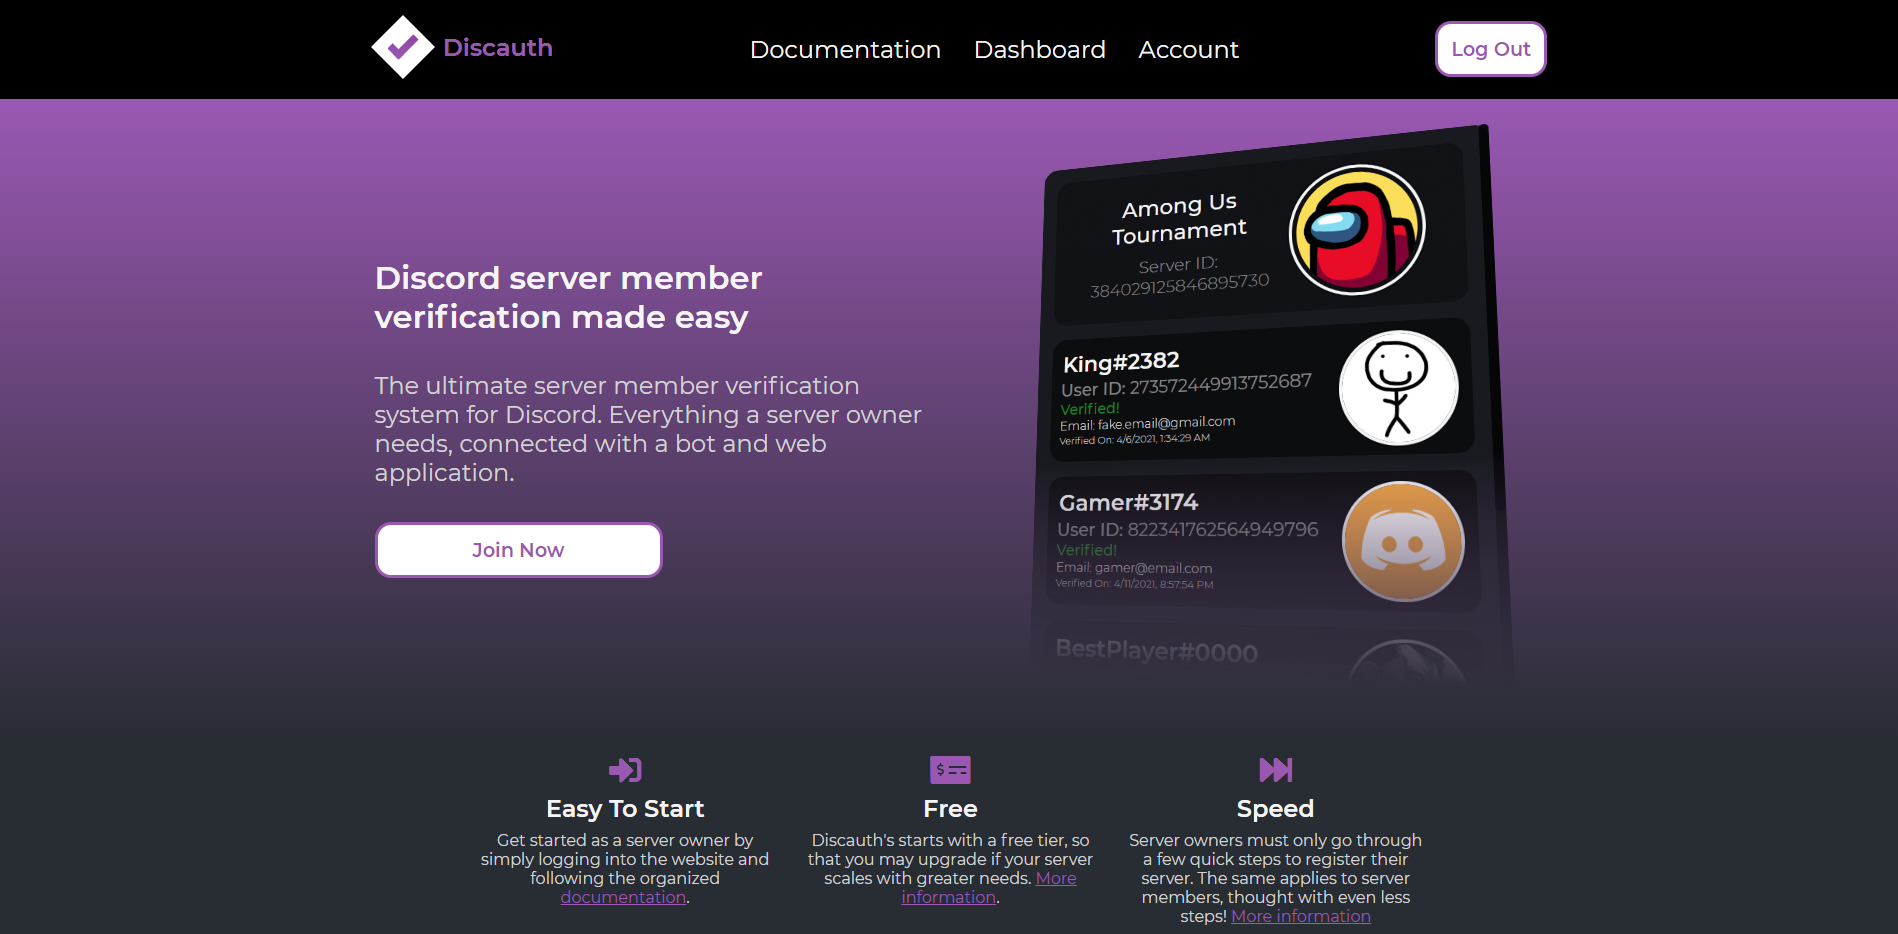 Discauth
Documentation
Dashboard
Account
Log Out
Discord server member
verification made easy
The ultimate server member verification
system for Discord. Everything a server owner
needs, connected with a bot and web
application.
Join Now
Among Us
Tournament
Server ID:
384029125846895730
King#2382
User ID: 273572449913752687
Verified!
Email: fake.email@gmail.com
Verified On: 4/6/2021, 1:34:29 AM
Gamer#3174
User ID: 822341762564949796
Verified!
Email: gamer@email.com
Verified On: 4/11/2021, 8:57:54 PM
BestPlayer#0000
Easy To Start
Get started as a server owner by
simply logging into the website and
following the organized
documentation.
Free
Discauth's starts with a free tier, so
that you may upgrade if your server
scales with greater needs. More
information.
Speed
Server owners must only go through
a few quick steps to register their
server. The same applies to server
members, thought with even less
steps! More information